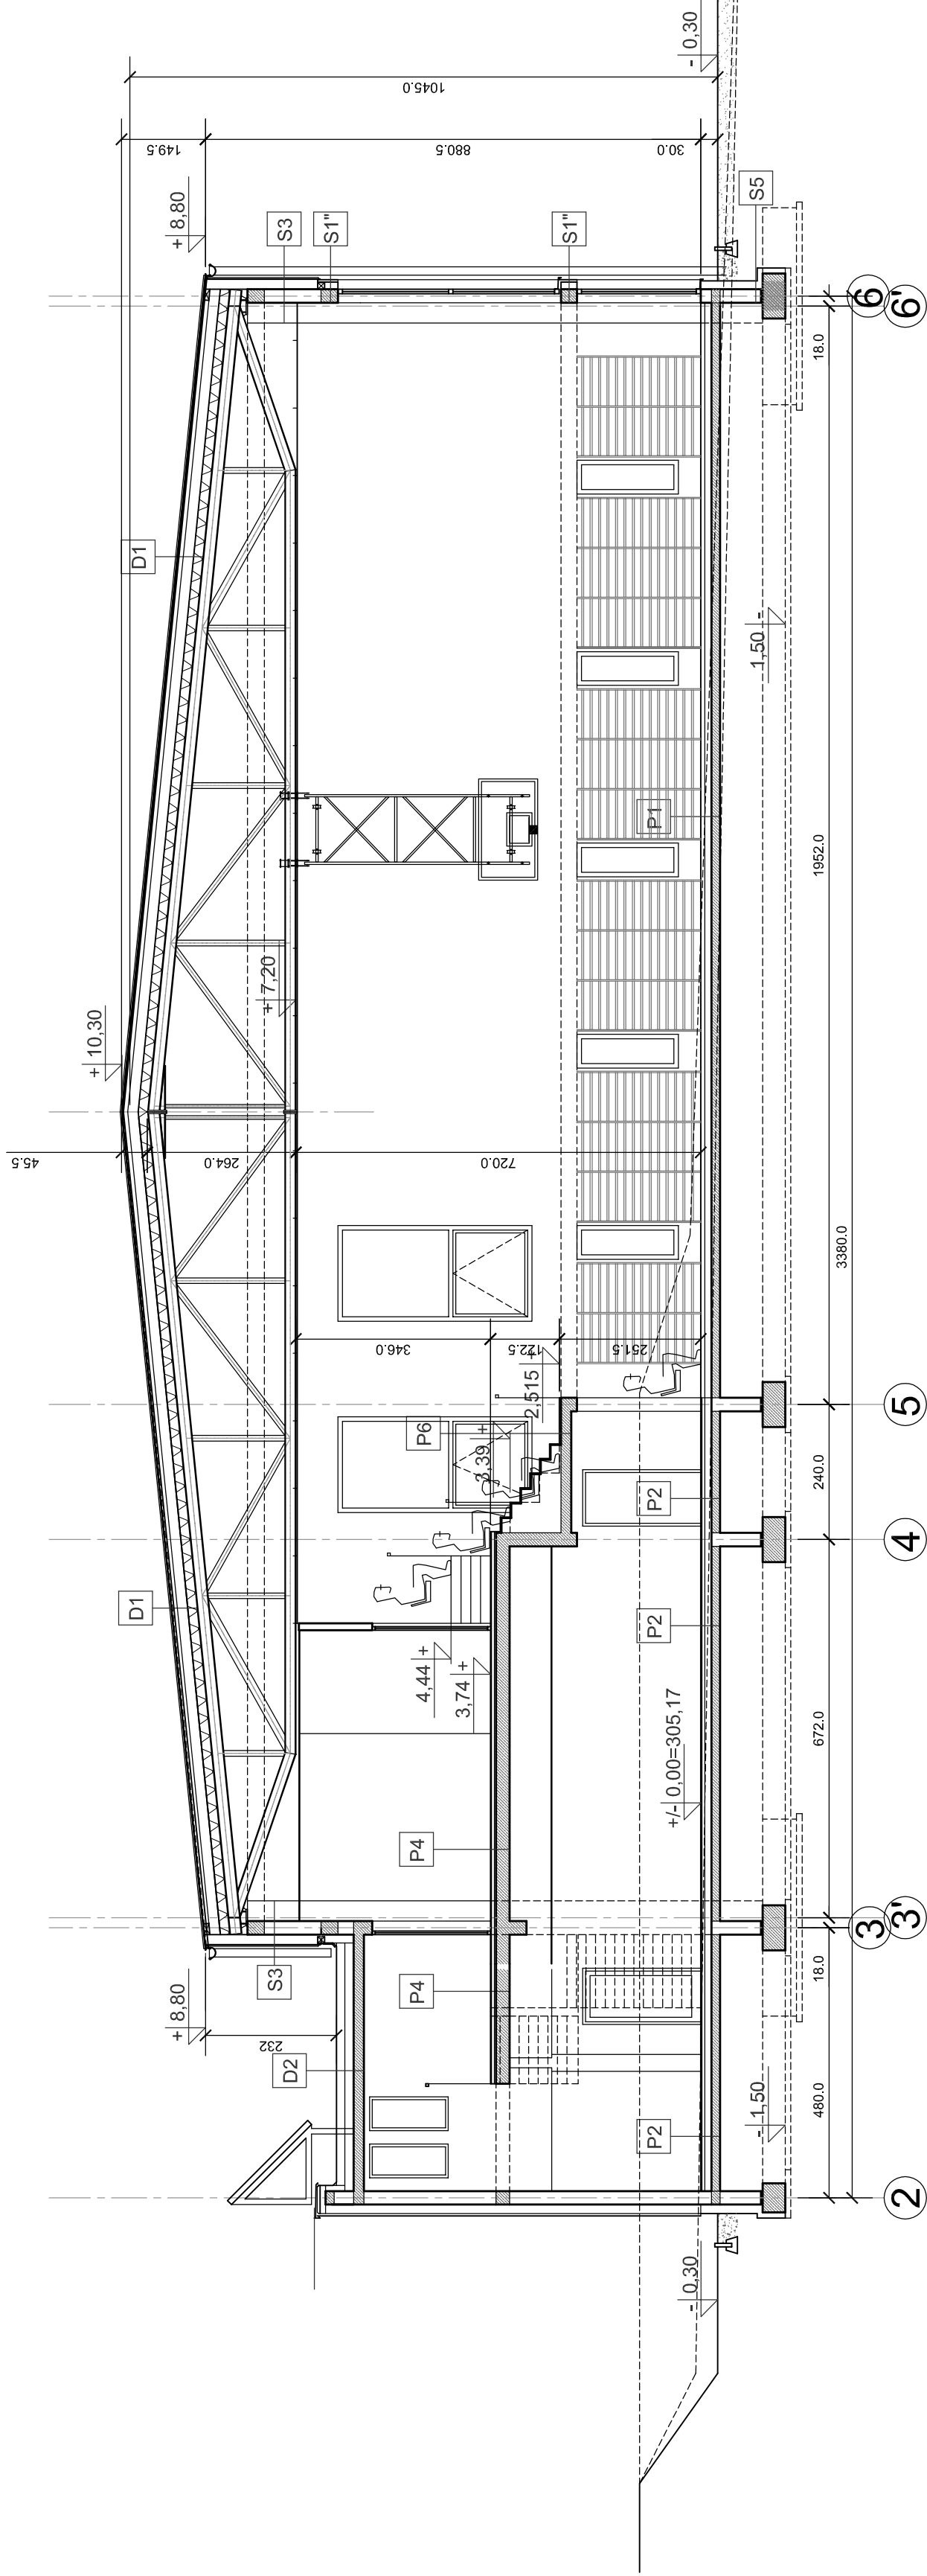 - 0,30
1045.0
149.5
880.5
30.0
+ 8,80
S3
S1"
S1"
S5
6
6'
18.0
D1
1,50 -
P1
1952.0
+ 7,20
+ 10,30
45.5
264.0
720.0
3380.0
346.0
122.5
251.5
2,515 +
P6
3,39 +
5
240.0
P2
4
D1
P2
4,44 +
3,74 +
672.0
+/- 0,00=305,17
P4
S3
P4
3
3'
18.0
+ 8,80
232
D2
- 1,50
480.0
P2
2
- 0,30